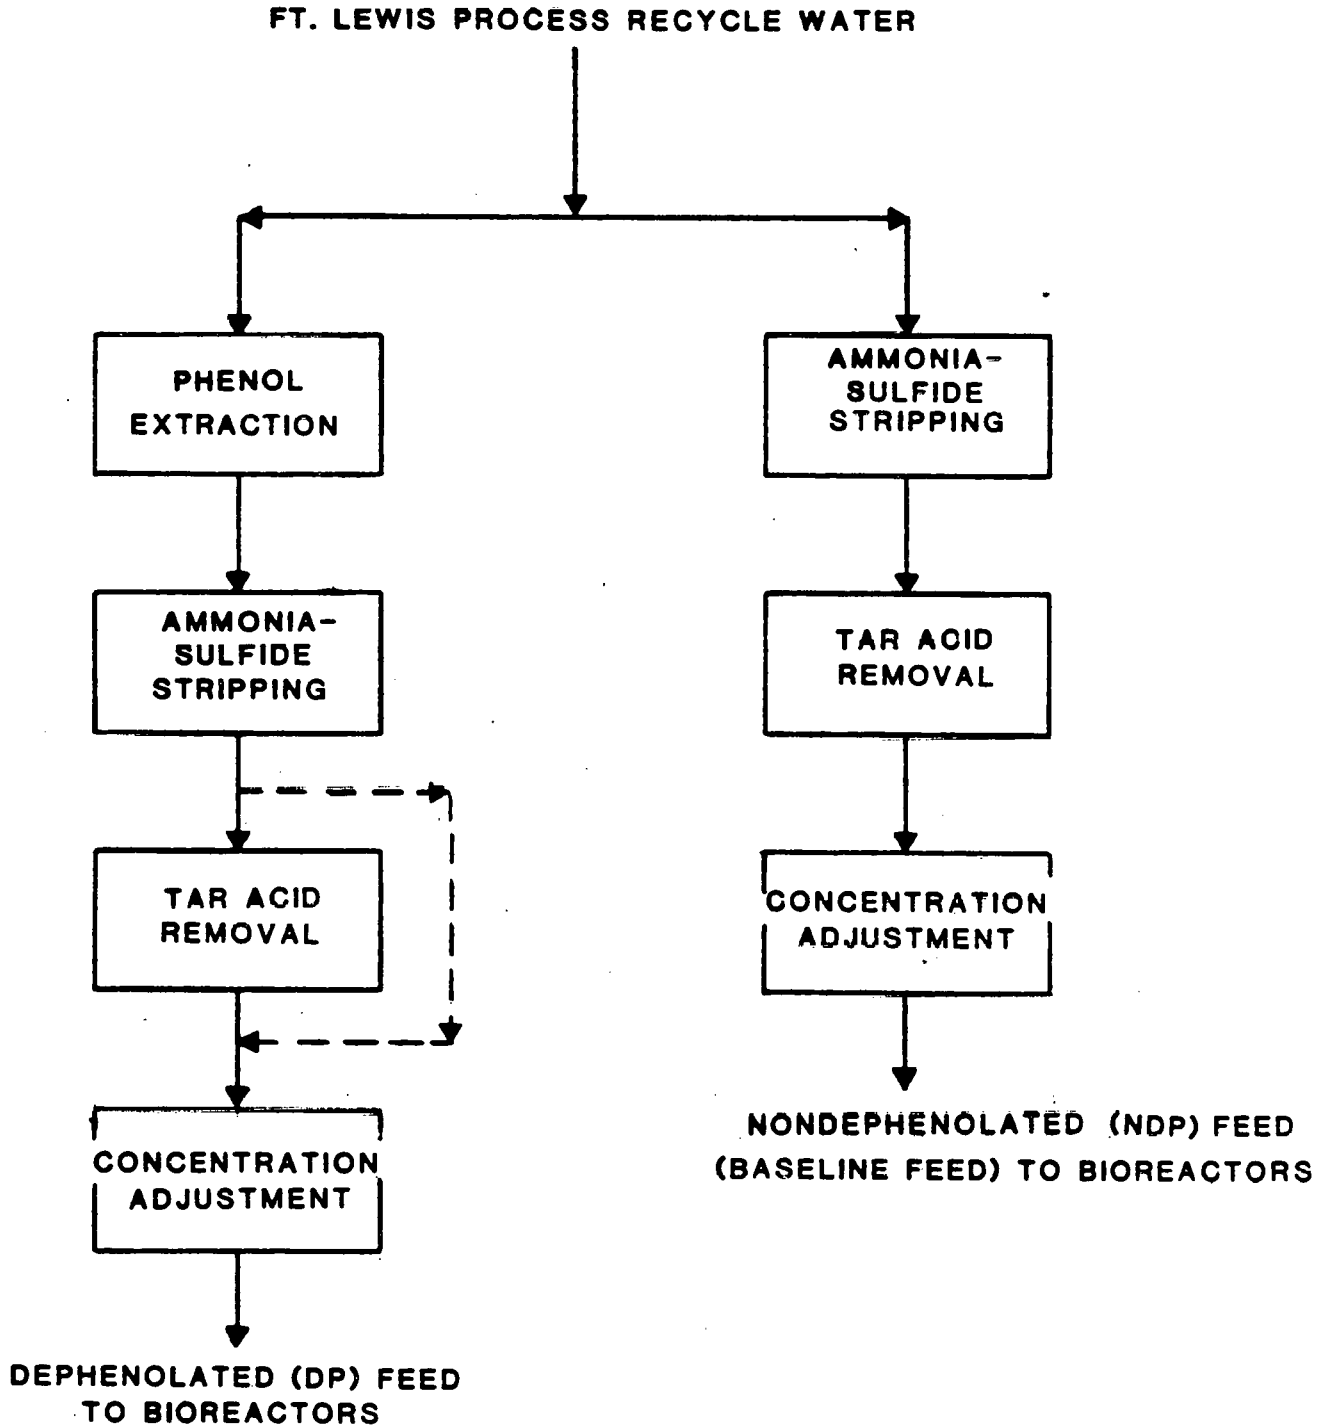 FT. LEWIS PROCESS RECYCLE WATER
PHENOL
EXTRACTION
AMMONIA-
SULFIDE
STRIPPING
TAR ACID
REMOVAL
CONCENTRATION
ADJUSTMENT
DEPHENOLATED (DP) FEED
TO BIOREACTORS
AMMONIA-
SULFIDE
STRIPPING
TAR ACID
REMOVAL
CONCENTRATION
ADJUSTMENT
NONDEPHENOLATED (NDP) FEED
(BASELINE FEED) TO BIOREACTORS